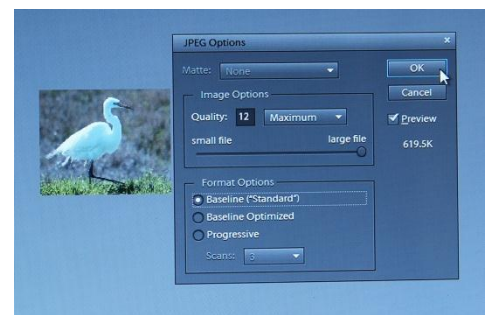 JPEG Options x
Matte: None
OK
Image Options
Cancel
Quality: 12 Maximum
Preview
small file large file
619.5K
Format Options
Baseline ("Standard")
Baseline Optimized
Progressive
Scans: 3